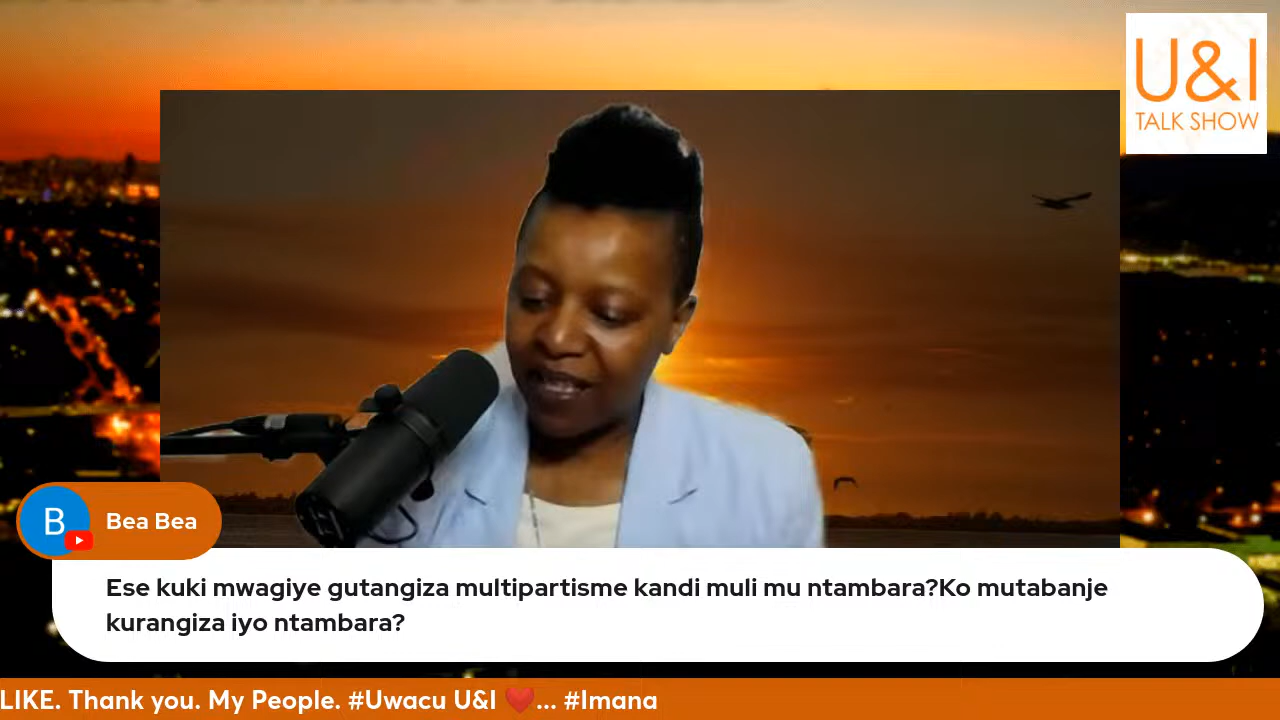 U&I
TALK SHOW
B
Bea Bea
Ese kuki mwagiye gutangiza multipartisme kandi muli mu ntambara?Ko mutabanje
kurangiza iyo ntambara?
LIKE. Thank you. My People. #Uwacu U&I ❤️... #Imana